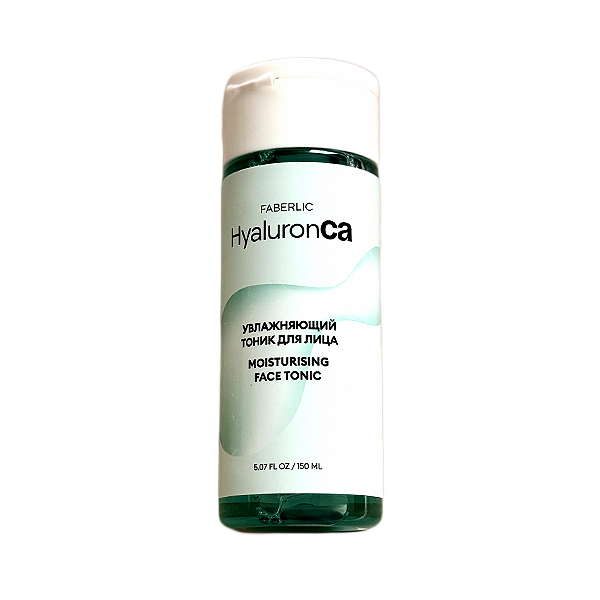 FABERLIC
HyaluronCa
УВЛАЖНЯЮЩИЙ
ТОНИК ДЛЯ ЛИЦА
MOISTURISING
FACE TONIC
5.07 FL OZ / 150 ML